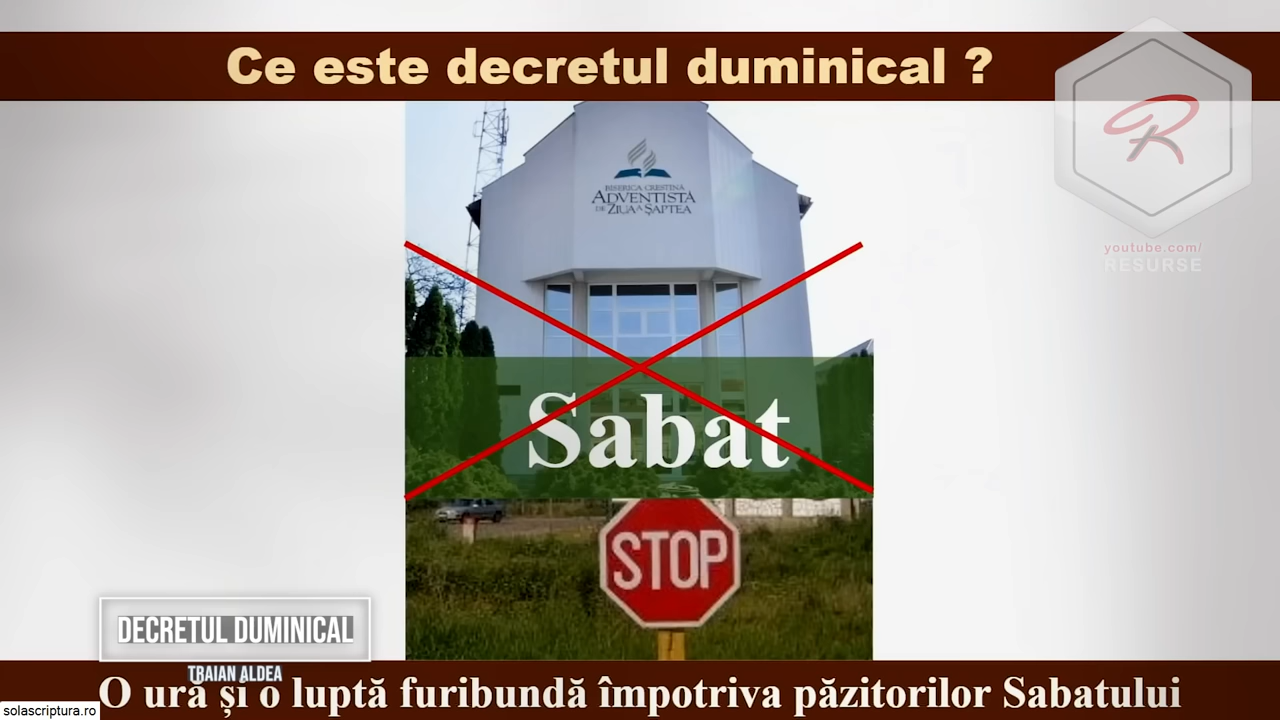 Ce este decretul duminical ?
R
youtube.com/
RESURSE
BISERICA CREȘTINĂ
ADVENTISTĂ
DE ZIUA A ȘAPTEA
Sabat
STOP
DECRETUL DUMINICAL
TRAIAN ALDEA
O ură și o luptă furibundă împotriva păzitorilor Sabatului
solascriptura.ro